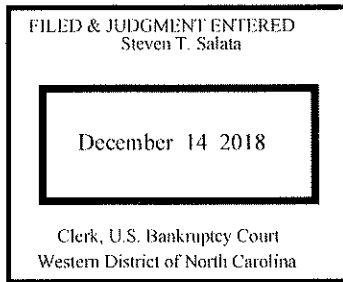 FILED & JUDGMENT ENTERED
Steven T. Salata
December 14 2018
Clerk, U.S. Bankruptcy Court
Western District of North Carolina